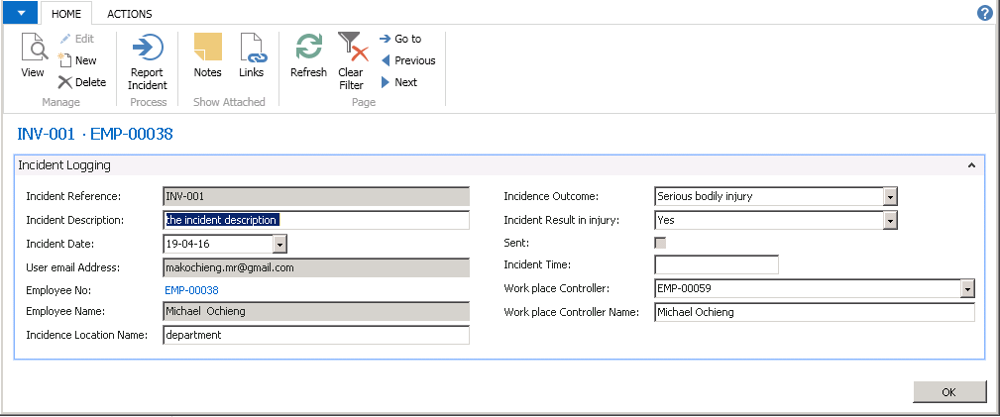 HOME ACTIONS
View
Edit
New
Delete
Manage
Report Incident
Process
Notes
Links
Show Attached
Refresh
Clear Filter
Go to
Previous
Next
Page
INV-001 · EMP-00038
Incident Logging
Incident Reference: INV-001
Incident Description: the incident description
Incident Date: 19-04-16
User email Address: makochieng.mr@gmail.com
Employee No: EMP-00038
Employee Name: Michael Ochieng
Incidence Location Name: department
Incidence Outcome: Serious bodily injury
Incident Result in injury: Yes
Sent:
Incident Time:
Work place Controller: EMP-00059
Work place Controller Name: Michael Ochieng
OK